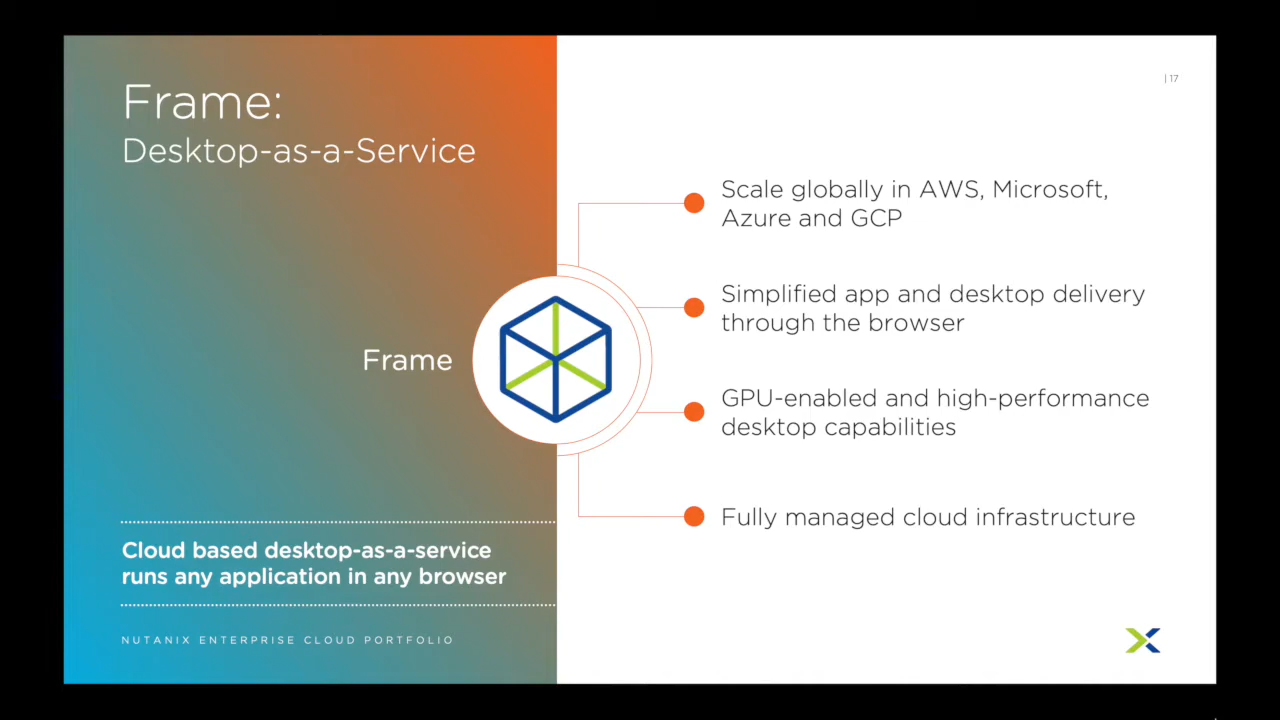 Frame:
Desktop-as-a-Service
| 17
Scale globally in AWS, Microsoft,
Azure and GCP
Simplified app and desktop delivery
through the browser
Frame
GPU-enabled and high-performance
desktop capabilities
Fully managed cloud infrastructure
Cloud based desktop-as-a-service
runs any application in any browser
NUTANIX ENTERPRISE CLOUD PORTFOLIO